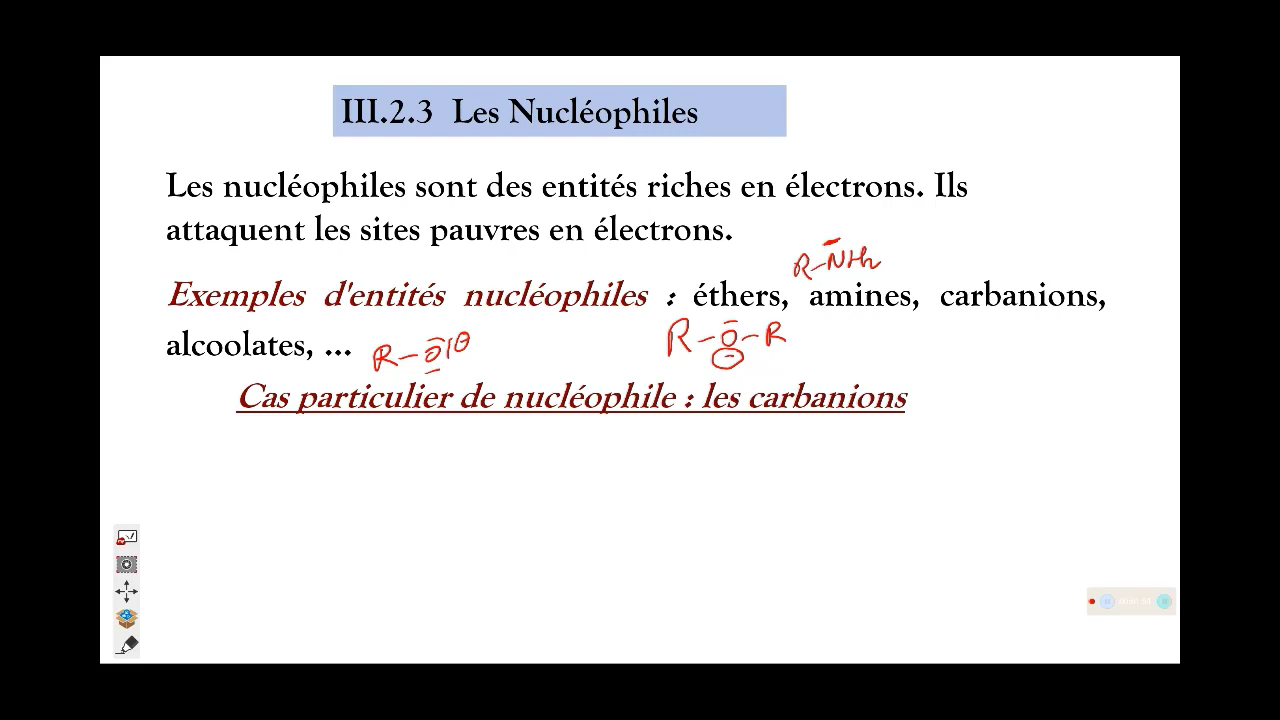 III.2.3 Les Nucléophiles
Les nucléophiles sont des entités riches en électrons. Ils
attaquent les sites pauvres en électrons.
R-NH2
Exemples d'entités nucléophiles : éthers, amines, carbanions,
R-O-R
alcoolates, ...
R-O|⊖
Cas particulier de nucléophile : les carbanions